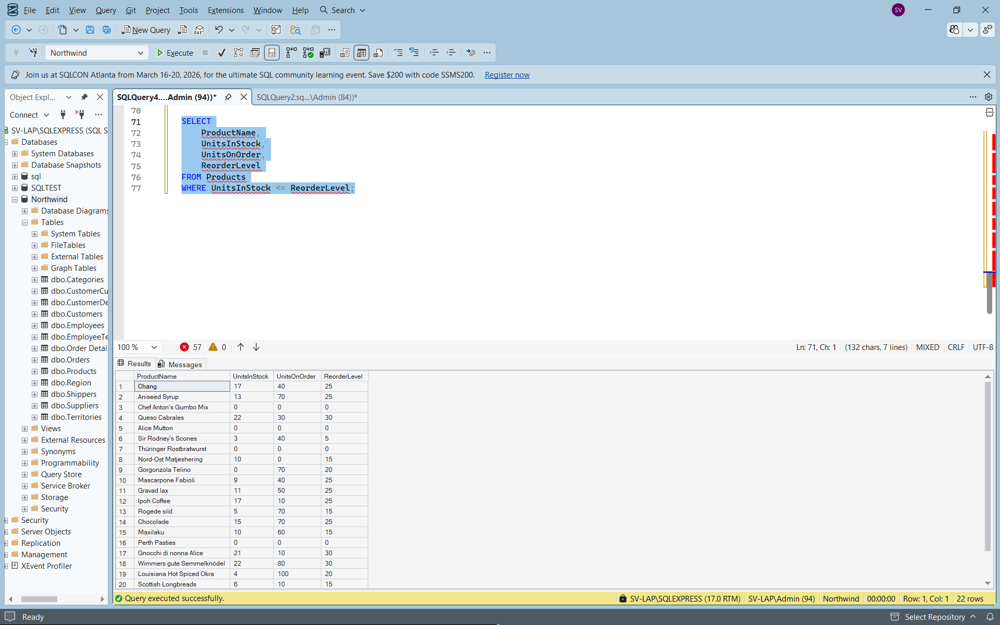 File Edit View Query Git Project Tools Extensions Window Help Search SV
New Query DAX
Northwind Execute
Join us at SQLCON Atlanta from March 16-20, 2026, for the ultimate SQL community learning event. Save $200 with code SSMS200. Register now
Object Expl...
Connect
SV-LAP\SQLEXPRESS (SQL S
Databases
System Databases
Database Snapshots
sql
SQLTEST
Northwind
Database Diagrams
Tables
System Tables
FileTables
External Tables
Graph Tables
dbo.Categories
dbo.CustomerCu
dbo.CustomerDe
dbo.Customers
dbo.Employees
dbo.EmployeeTe
dbo.Order Detai
dbo.Orders
dbo.Products
dbo.Region
dbo.Shippers
dbo.Suppliers
dbo.Territories
Views
External Resources
Synonyms
Programmability
Query Store
Service Broker
Storage
Security
Security
Server Objects
Replication
Management
XEvent Profiler
SQLQuery4....Admin (94))* SQLQuery2.sq...\Admin (84))*
70
71 SELECT
72 ProductName,
73 UnitsInStock,
74 UnitsOnOrder,
75 ReorderLevel
76 FROM Products
77 WHERE UnitsInStock <= ReorderLevel;
100 % 57 0 Ln: 71, Ch: 1 (132 chars, 7 lines) MIXED CRLF UTF-8
Results Messages
ProductName UnitsInStock UnitsOnOrder ReorderLevel
1 Chang 17 40 25
2 Aniseed Syrup 13 70 25
3 Chef Anton's Gumbo Mix 0 0 0
4 Queso Cabrales 22 30 30
5 Alice Mutton 0 0 0
6 Sir Rodney's Scones 3 40 5
7 Thüringer Rostbratwurst 0 0 0
8 Nord-Ost Matjeshering 10 0 15
9 Gorgonzola Telino 0 70 20
10 Mascarpone Fabioli 9 40 25
11 Gravad lax 11 50 25
12 Ipoh Coffee 17 10 25
13 Rogede sild 5 70 15
14 Chocolade 15 70 25
15 Maxilaku 10 60 15
16 Perth Pasties 0 0 0
17 Gnocchi di nonna Alice 21 10 30
18 Wimmers gute Semmelknödel 22 80 30
19 Louisiana Hot Spiced Okra 4 100 20
20 Scottish Longbreads 6 10 15
Query executed successfully. SV-LAP\SQLEXPRESS (17.0 RTM) SV-LAP\Admin (94) Northwind 00:00:00 Row: 1, Col: 1 22 rows
Ready Select Repository